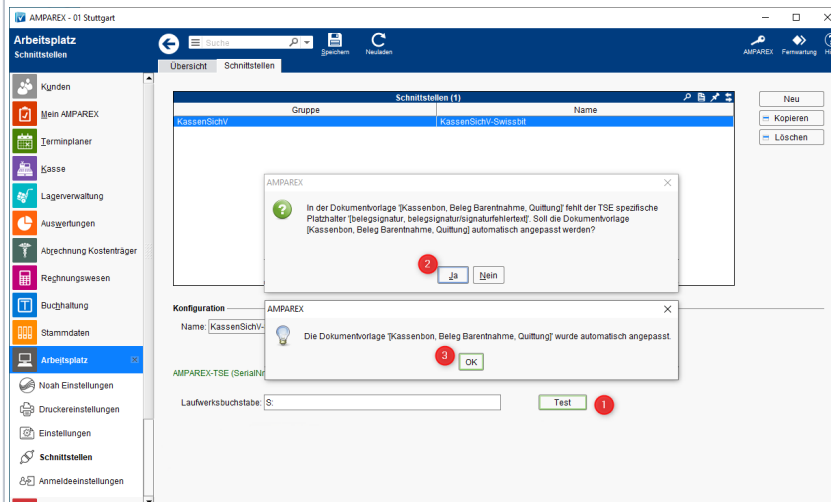 AMPAREX - 01 Stuttgart
Arbeitsplatz
Schnittstellen
Suche
Speichern
Neuladen
AMPAREX
Fernwartung
Übersicht
Schnittstellen
Kunden
Mein AMPAREX
Terminplaner
Kasse
Lagerverwaltung
Auswertungen
Abrechnung Kostenträger
Rechnungswesen
Buchhaltung
Stammdaten
Arbeitsplatz
Noah Einstellungen
Druckereinstellungen
Einstellungen
Schnittstellen
Anmeldeeinstellungen
Schnittstellen (1)
Gruppe
Name
KassenSichV
KassenSichV-Swissbit
Neu
Kopieren
Löschen
AMPAREX
In der Dokumentvorlage '[Kassenbon, Beleg Barentnahme, Quittung]' fehlt der TSE spezifische
Platzhalter '[belegsignatur, belegsignatur/signaturfehlertext]'. Soll die Dokumentvorlage
[Kassenbon, Beleg Barentnahme, Quittung] automatisch angepasst werden?
2
Ja
Nein
Konfiguration
Name: KassenSichV-
AMPAREX
Die Dokumentvorlage '[Kassenbon, Beleg Barentnahme, Quittung]' wurde automatisch angepasst.
3
OK
AMPAREX-TSE (SerialNr
Laufwerksbuchstabe: S:
Test
1